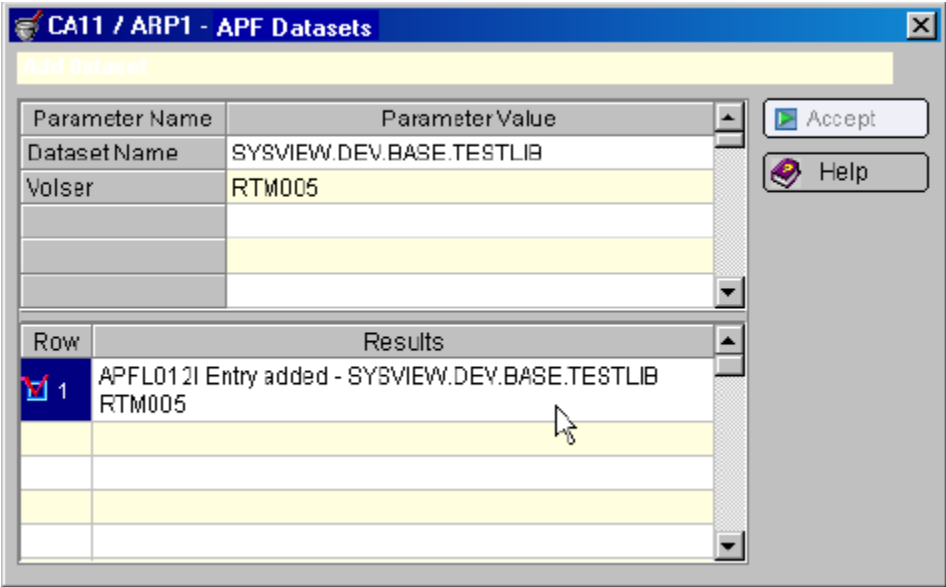 CA11 / ARP1 - APF Datasets
Add Dataset
Parameter Name Parameter Value
Dataset Name SYSVIEW.DEV.BASE.TESTLIB
Volser RTM005
Accept
Help
Row Results
1 APFL012I Entry added - SYSVIEW.DEV.BASE.TESTLIB
RTM005